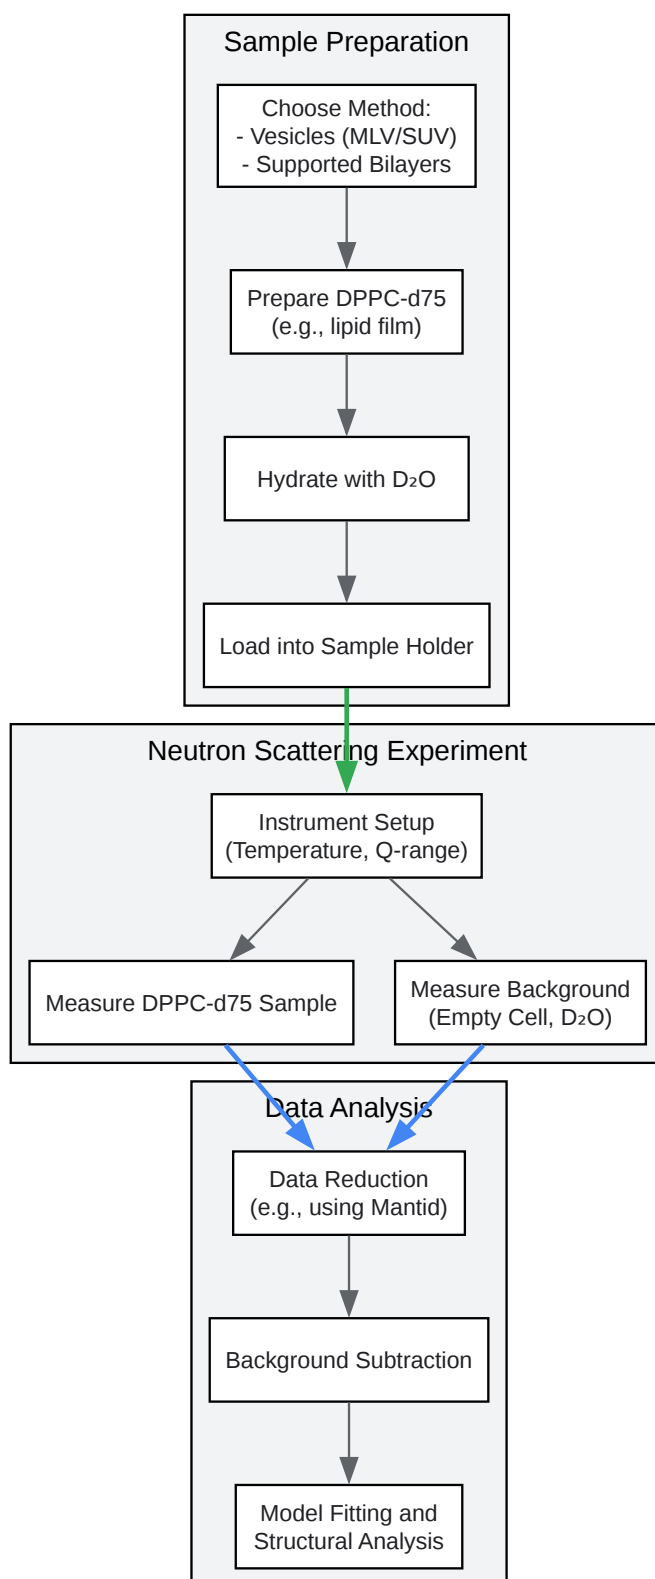 Sample Preparation
Choose Method:
- Vesicles (MLV/SUV)
- Supported Bilayers
Prepare DPPC-d75
(e.g., lipid film)
Hydrate with D₂O
Load into Sample Holder
Neutron Scattering Experiment
Instrument Setup
(Temperature, Q-range)
Measure DPPC-d75 Sample
Measure Background
(Empty Cell, D₂O)
Data Analysis
Data Reduction
(e.g., using Mantid)
Background Subtraction
Model Fitting and
Structural Analysis